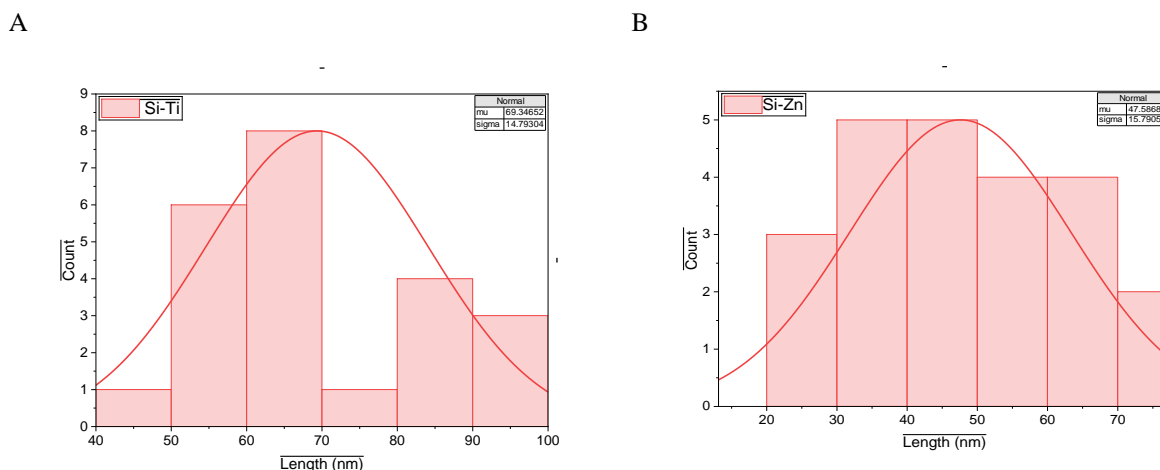 A
B
Si-Ti
Normal
mu 69.34652
sigma 14.79304
9
8
7
6
5
4
3
2
1
0
Count
40 50 60 70 80 90 100
Length (nm)
Si-Zn
Normal
mu 47.5868
sigma 15.7905
5
4
3
2
1
0
Count
20 30 40 50 60 70
Length (nm)